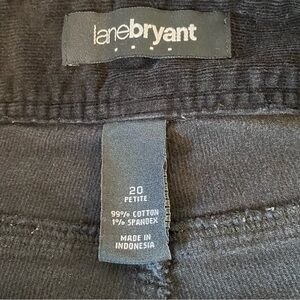 lanebryant
20
PETITE
99% COTTON
1% SPANDEX
MADE IN
INDONESIA